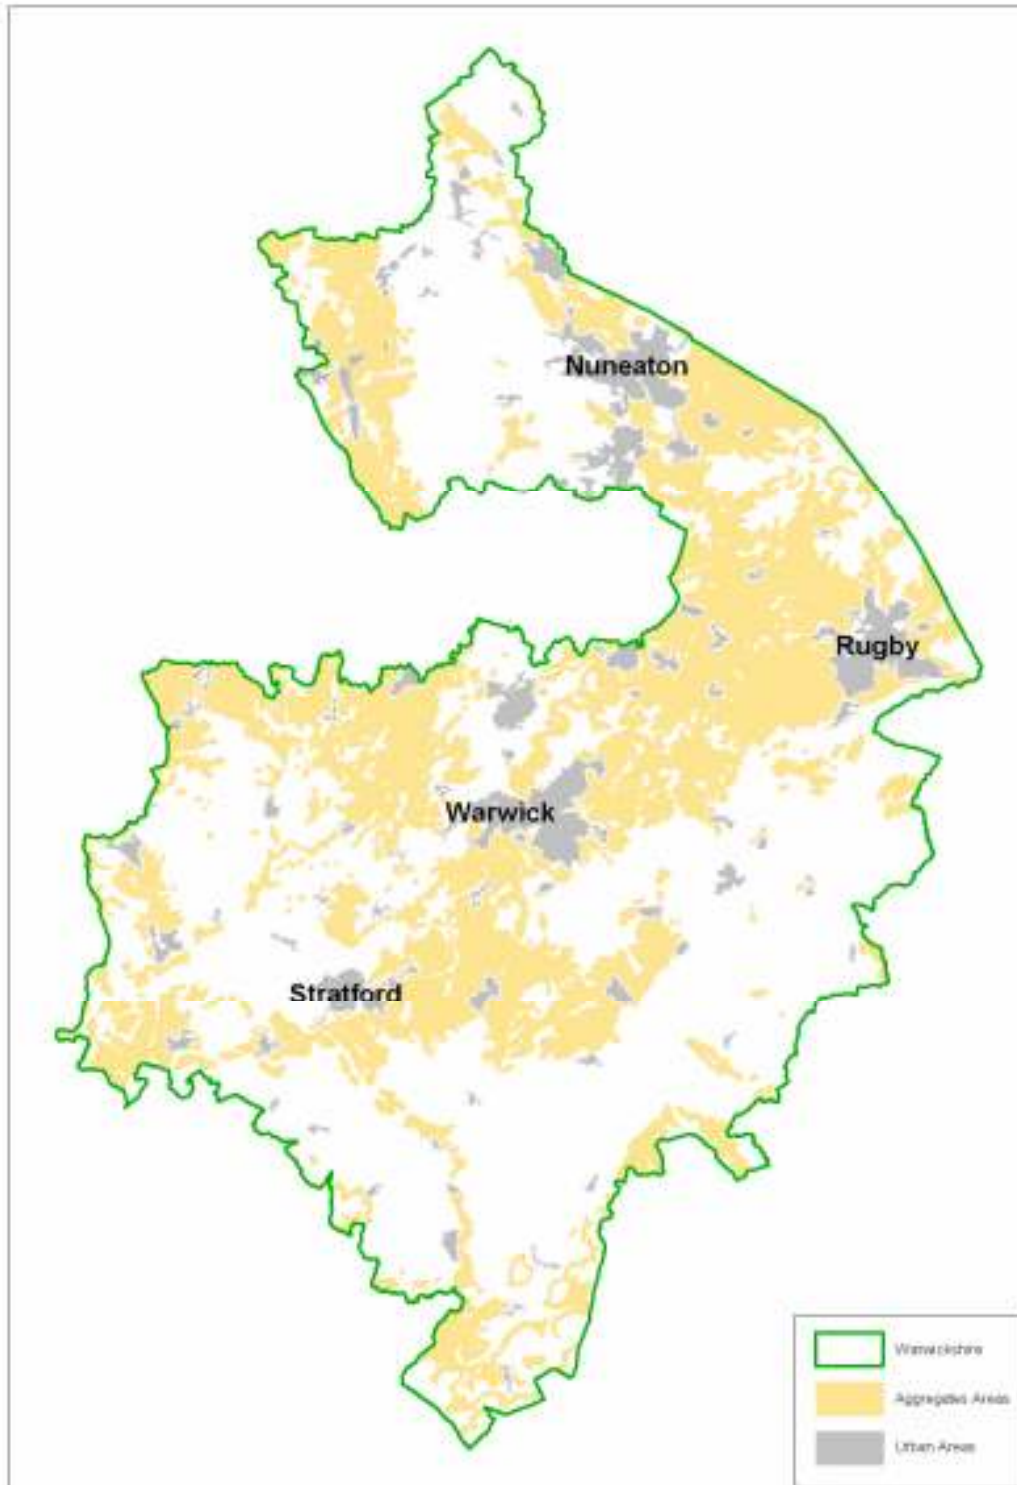 Nuneaton
Rugby
Warwick
Stratford
Warwickshire
Aggregates Areas
Urban Areas